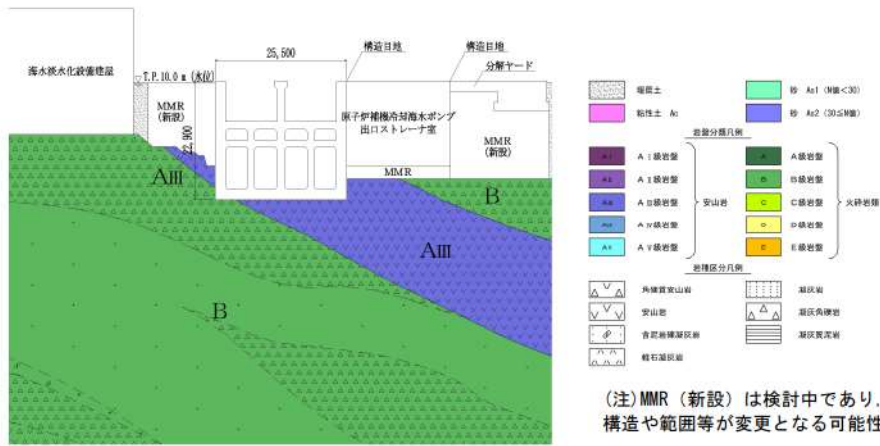 25,500
構造目地
構造目地
分解ヤード
海水淡水化設備建屋
T.P.10.0 m (水位)
MMR
(新設)
22,900
原子炉補機冷却海水ポンプ
出口ストレーナ室
MMR
(新設)
MMR
AIII
B
AIII
B
埋戻土
砂 As1 (N値<30)
粘性土 Ac
砂 As2 (30≦N値)
岩盤分類凡例
AⅠ級岩盤
A
A級岩盤
AⅡ級岩盤
B
B級岩盤
AⅢ級岩盤
安山岩
C
C級岩盤
火砕岩類
AⅣ級岩盤
D
D級岩盤
AⅤ級岩盤
E
E級岩盤
岩種区分凡例
角礫質安山岩
凝灰岩
安山岩
凝灰角礫岩
含泥岩礫凝灰岩
凝灰質泥岩
軽石凝灰岩
(注)MMR(新設)は検討中であり,
構造や範囲等が変更となる可能性